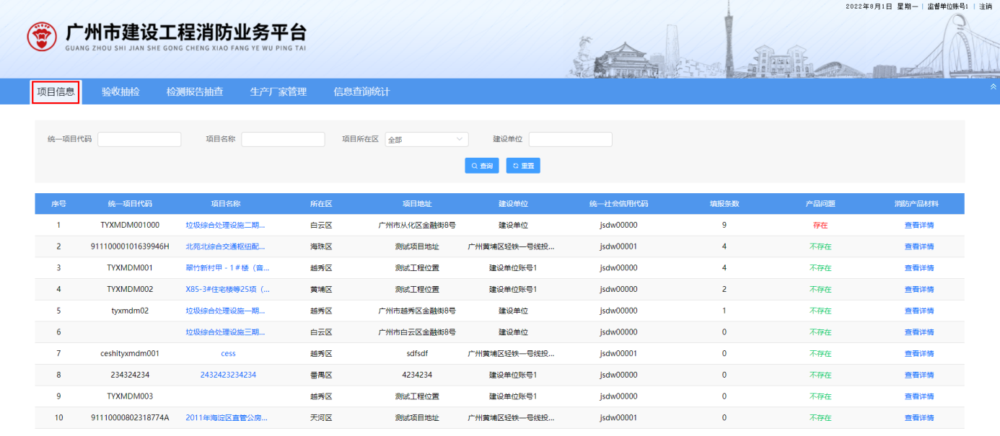 2022年8月1日 星期一 | 监督单位账号1 | 注销
广州市建设工程消防业务平台
GUANG ZHOU SHI JIAN SHE GONG CHENG XIAO FANG YE WU PING TAI
项目信息 验收抽检 检测报告抽查 生产厂家管理 信息查询统计
统一项目代码 项目名称 项目所在区 全部 建设单位
查询 重置
序号 统一项目代码 项目名称 所在区 项目地址 建设单位 统一社会信用代码 填报条数 产品问题 消防产品材料
1 TYXMDM001000 垃圾综合处理设施二期... 白云区 广州市从化区金融街8号 建设单位 jsdw00000 9 存在 查看详情
2 91110000101639946H 北苑北综合交通枢纽配... 海珠区 测试项目地址 广州黄埔区轻铁一号线投... jsdw00001 4 不存在 查看详情
3 TYXMDM001 翠竹新村甲－1＃楼（商... 越秀区 测试工程位置 建设单位账号1 jsdw00000 4 不存在 查看详情
4 TYXMDM002 X85-3#住宅楼等25项（... 黄埔区 测试工程位置 建设单位账号1 jsdw00000 2 不存在 查看详情
5 tyxmdm02 垃圾综合处理设施一期... 越秀区 广州市越秀区金融街8号 建设单位 jsdw00000 1 不存在 查看详情
6 垃圾综合处理设施三期... 白云区 广州市白云区金融街8号 建设单位 jsdw00000 0 不存在 查看详情
7 ceshltyxmdm001 cess 越秀区 sdfsdf 广州黄埔区轻铁一号线投... jsdw00001 0 不存在 查看详情
8 234324234 2432423234234 番禺区 4234234 建设单位账号1 jsdw00000 0 不存在 查看详情
9 TYXMDM003 越秀区 测试工程位置 建设单位账号1 jsdw00000 0 不存在 查看详情
10 91110000802318774A 2011年海淀区直管公房... 天河区 测试项目地址 广州黄埔区轻铁一号线投... jsdw00001 0 不存在 查看详情